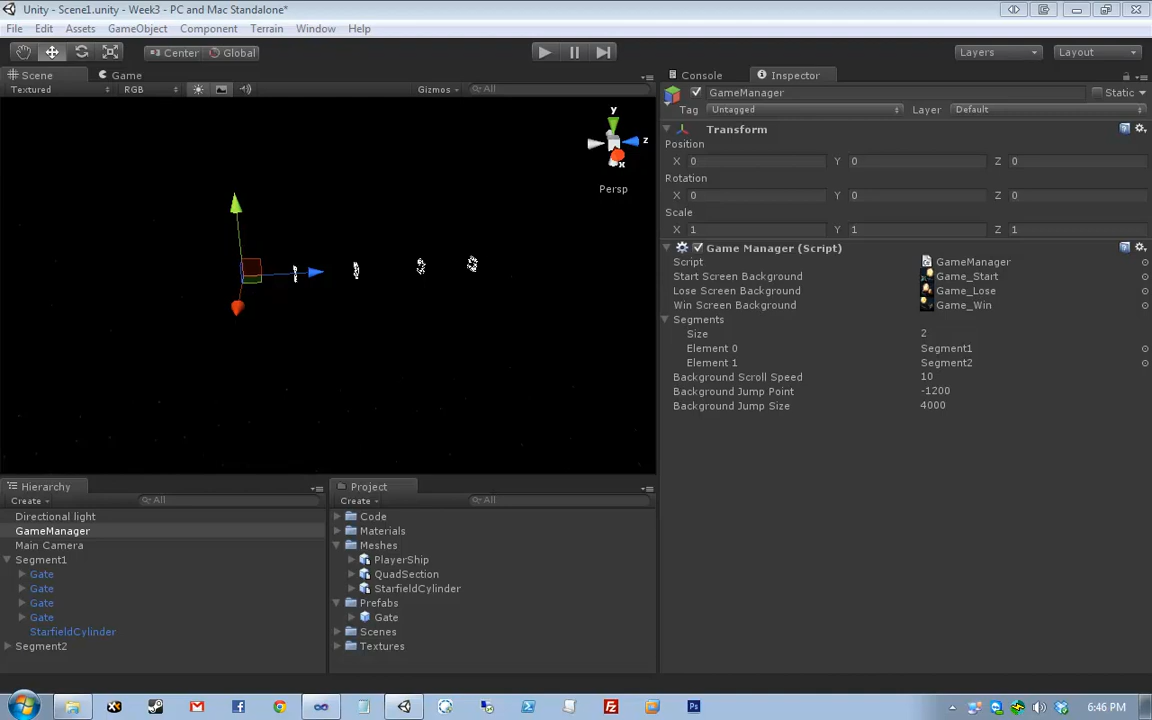 Unity - Scene1.unity - Week3 - PC and Mac Standalone*
File Edit Assets GameObject Component Terrain Window Help
Center Global Layers Layout
Scene Game Console Inspector
Textured RGB Gizmos All
GameManager Static
Tag Untagged Layer Default
Transform
Position
X 0 Y 0 Z 0
Rotation
X 0 Y 0 Z 0
Scale
X 1 Y 1 Z 1
y
z
x
Persp
Game Manager (Script)
Script GameManager
Start Screen Background Game_Start
Lose Screen Background Game_Lose
Win Screen Background Game_Win
Segments
Size 2
Element 0 Segment1
Element 1 Segment2
Background Scroll Speed 10
Background Jump Point -1200
Background Jump Size 4000
Hierarchy
Create All
Directional light
GameManager
Main Camera
Segment1
Gate
Gate
Gate
Gate
StarfieldCylinder
Segment2
Project
Create All
Code
Materials
Meshes
PlayerShip
QuadSection
StarfieldCylinder
Prefabs
Gate
Scenes
Textures
Ps
6:46 PM